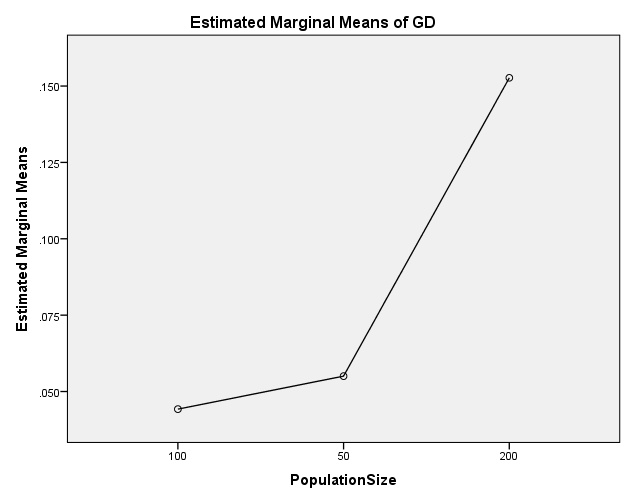 Estimated Marginal Means of GD
Estimated Marginal Means
.150
.125
.100
.075
.050
100 50 200
PopulationSize